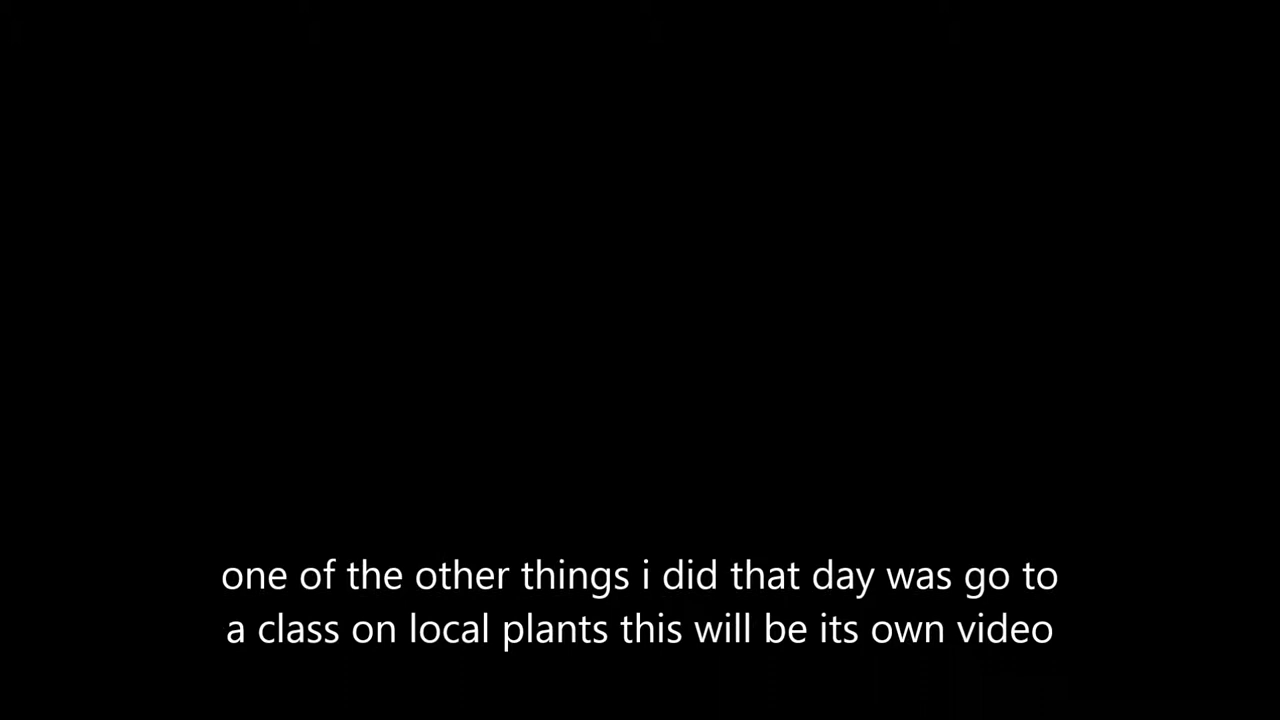 one of the other things i did that day was go to
a class on local plants this will be its own video